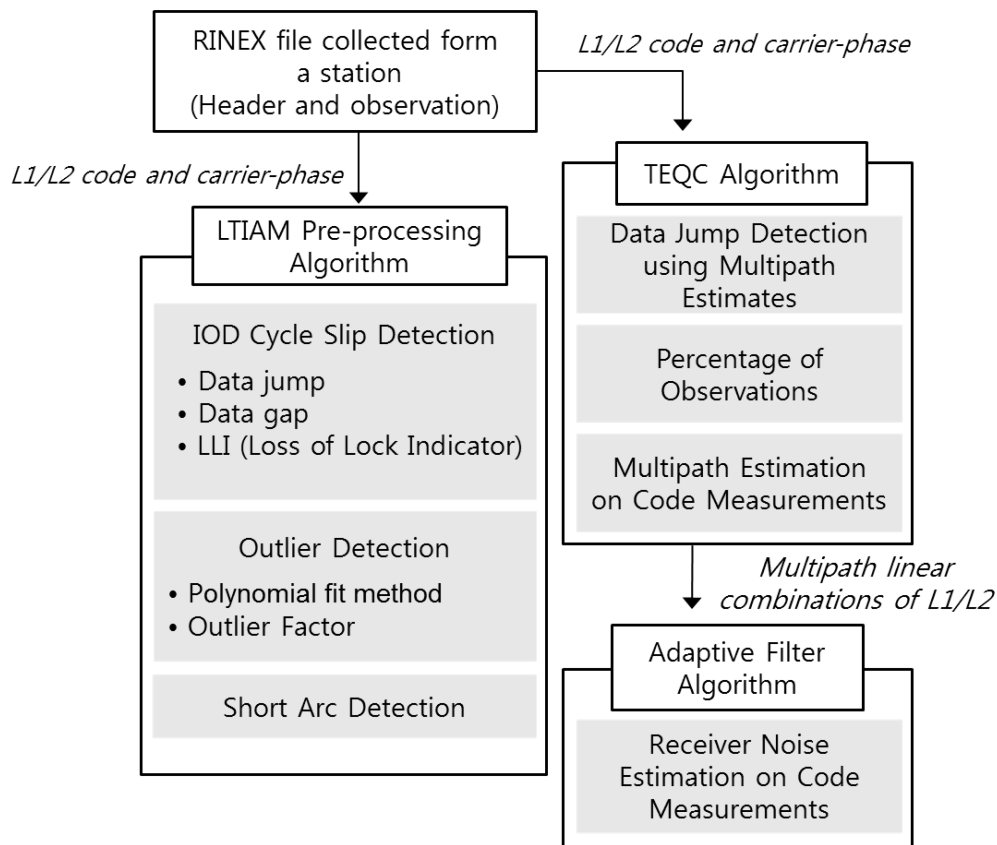 RINEX file collected form
a station
(Header and observation)
L1/L2 code and carrier-phase
L1/L2 code and carrier-phase
LTIAM Pre-processing
Algorithm
IOD Cycle Slip Detection
• Data jump
• Data gap
• LLI (Loss of Lock Indicator)
Outlier Detection
• Polynomial fit method
• Outlier Factor
Short Arc Detection
TEQC Algorithm
Data Jump Detection
using Multipath
Estimates
Percentage of
Observations
Multipath Estimation
on Code Measurements
Multipath linear
combinations of L1/L2
Adaptive Filter
Algorithm
Receiver Noise
Estimation on Code
Measurements